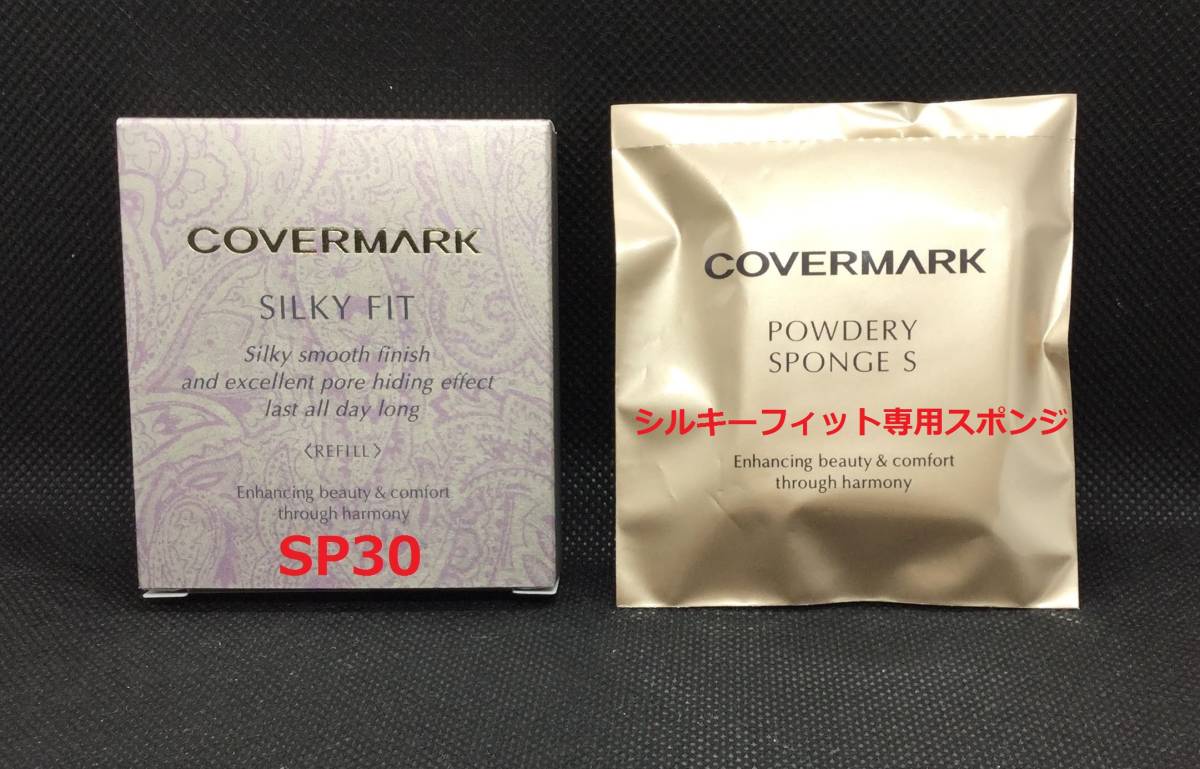 COVERMARK
SILKY FIT
Silky smooth finish
and excellent pore hiding effect
last all day long
〈REFILL〉
Enhancing beauty & comfort
through harmony
SP30
COVERMARK
POWDERY
SPONGE S
シルキーフィット専用スポンジ
Enhancing beauty & comfort
through harmony